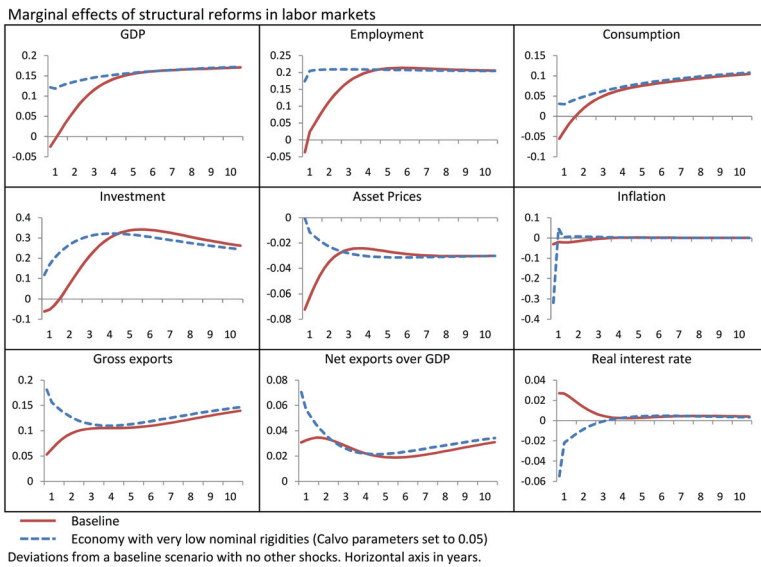 Marginal effects of structural reforms in labor markets
GDP
0.2
0.15
0.1
0.05
0
-0.05
1 2 3 4 5 6 7 8 9 10
Employment
0.25
0.2
0.15
0.1
0.05
0
-0.05
1 2 3 4 5 6 7 8 9 10
Consumption
0.15
0.1
0.05
0
-0.05
-0.1
1 2 3 4 5 6 7 8 9 10
Investment
0.4
0.3
0.2
0.1
0
-0.1
1 2 3 4 5 6 7 8 9 10
Asset Prices
0
-0.02
-0.04
-0.06
-0.08
1 2 3 4 5 6 7 8 9 10
Inflation
0.1
0
-0.1
-0.2
-0.3
-0.4
1 2 3 4 5 6 7 8 9 10
Gross exports
0.2
0.15
0.1
0.05
0
1 2 3 4 5 6 7 8 9 10
Net exports over GDP
0.08
0.06
0.04
0.02
0
1 2 3 4 5 6 7 8 9 10
Real interest rate
0.04
0.02
0
-0.02
-0.04
-0.06
1 2 3 4 5 6 7 8 9 10
Baseline
Economy with very low nominal rigidities (Calvo parameters set to 0.05)
Deviations from a baseline scenario with no other shocks. Horizontal axis in years.